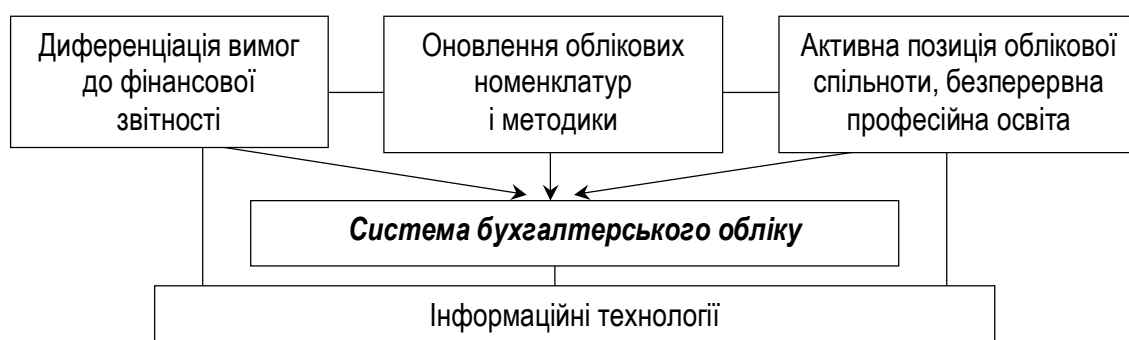 Диференціація вимог
до фінансової
звітності
Оновлення облікових
номенклатур
і методики
Активна позиція облікової
спільноти, безперервна
професійна освіта
Система бухгалтерського обліку
Інформаційні технології